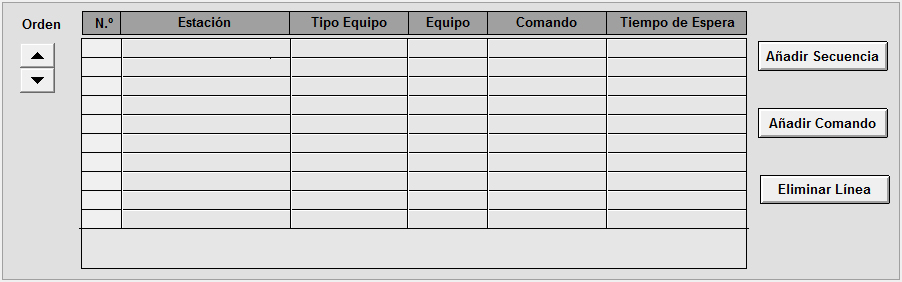 Orden
N.º Estación Tipo Equipo Equipo Comando Tiempo de Espera
Añadir Secuencia
Añadir Comando
Eliminar Línea